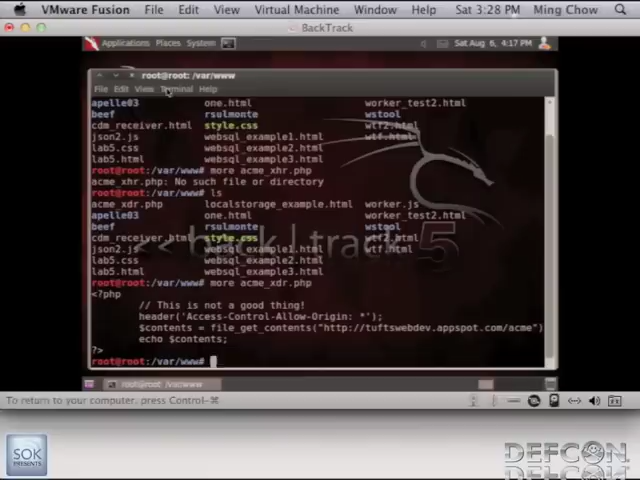 VMware Fusion File Edit View Virtual Machine Window Help Sat 3:28 PM Ming Chow
BackTrack
Applications Places System Sat Aug 6, 4:17 PM
root@root: /var/www
File Edit View Terminal Help
apelle03 one.html worker_test2.html
beef rsulmonte wstool
cdm_receiver.html style.css wtf2.html
json2.js websql_example1.html wtf.html
lab5.css websql_example2.html
lab5.html websql_example3.html
root@root:/var/www# more acme_xhr.php
acme_xhr.php: No such file or directory
root@root:/var/www# ls
acme_xdr.php localstorage_example.html worker.js
apelle03 one.html worker_test2.html
beef rsulmonte wstool
cdm_receiver.html style.css wtf2.html
json2.js websql_example1.html wtf.html
lab5.css websql_example2.html
lab5.html websql_example3.html
root@root:/var/www# more acme_xdr.php
<?php
// This is not a good thing!
header('Access-Control-Allow-Origin: *');
$contents = file_get_contents("http://tuftswebdev.appspot.com/acme")
echo $contents;
?>
root@root:/var/www#
<< back | track 5
root@root: /var/www
To return to your computer, press Control-⌘
SOK
PRESENTS
DEFCON